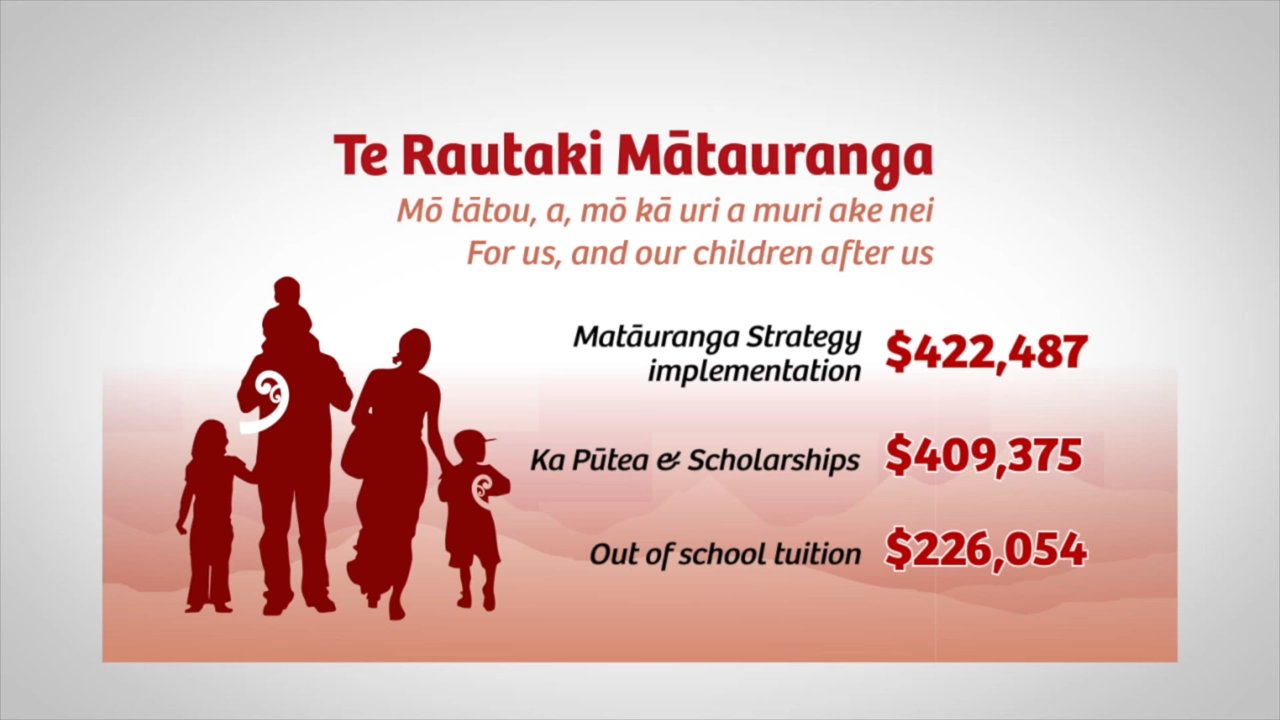 Te Rautaki Mātauranga
Mō tātou, a, mō kā uri a muri ake nei
For us, and our children after us
Matāuranga Strategy
implementation
$422,487
Ka Pūtea & Scholarships
$409,375
Out of school tuition
$226,054